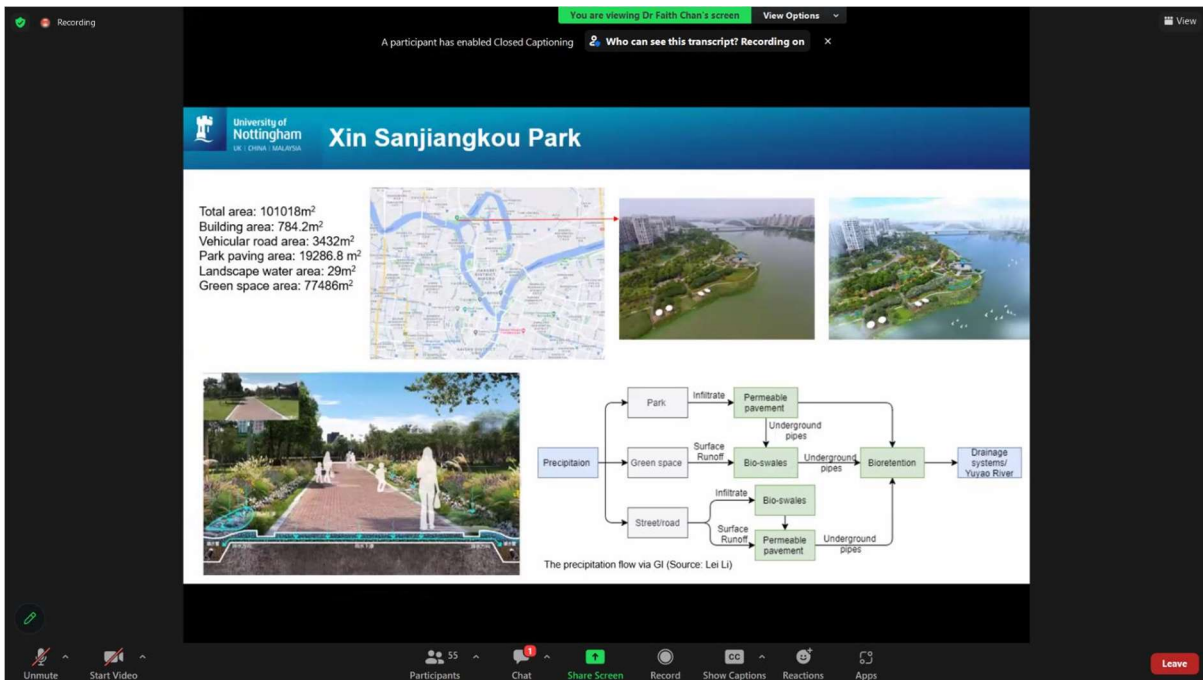 Recording
You are viewing Dr Faith Chan's screen
View Options
View
A participant has enabled Closed Captioning
Who can see this transcript? Recording on
University of
Nottingham
UK | CHINA | MALAYSIA
Xin Sanjiangkou Park
Total area: 101018m²
Building area: 784.2m²
Vehicular road area: 3432m²
Park paving area: 19286.8 m²
Landscape water area: 29m²
Green space area: 77486m²
Precipitaion
Park
Infiltrate
Permeable
pavement
Underground
pipes
Green space
Surface
Runoff
Bio-swales
Underground
pipes
Bioretention
Drainage
systems/
Yuyao River
Street/road
Infiltrate
Bio-swales
Surface
Runoff
Permeable
pavement
Underground
pipes
The precipitation flow via GI (Source: Lei Li)
Unmute
Start Video
55
Participants
1
Chat
Share Screen
Record
CC
Show Captions
Reactions
Apps
Leave